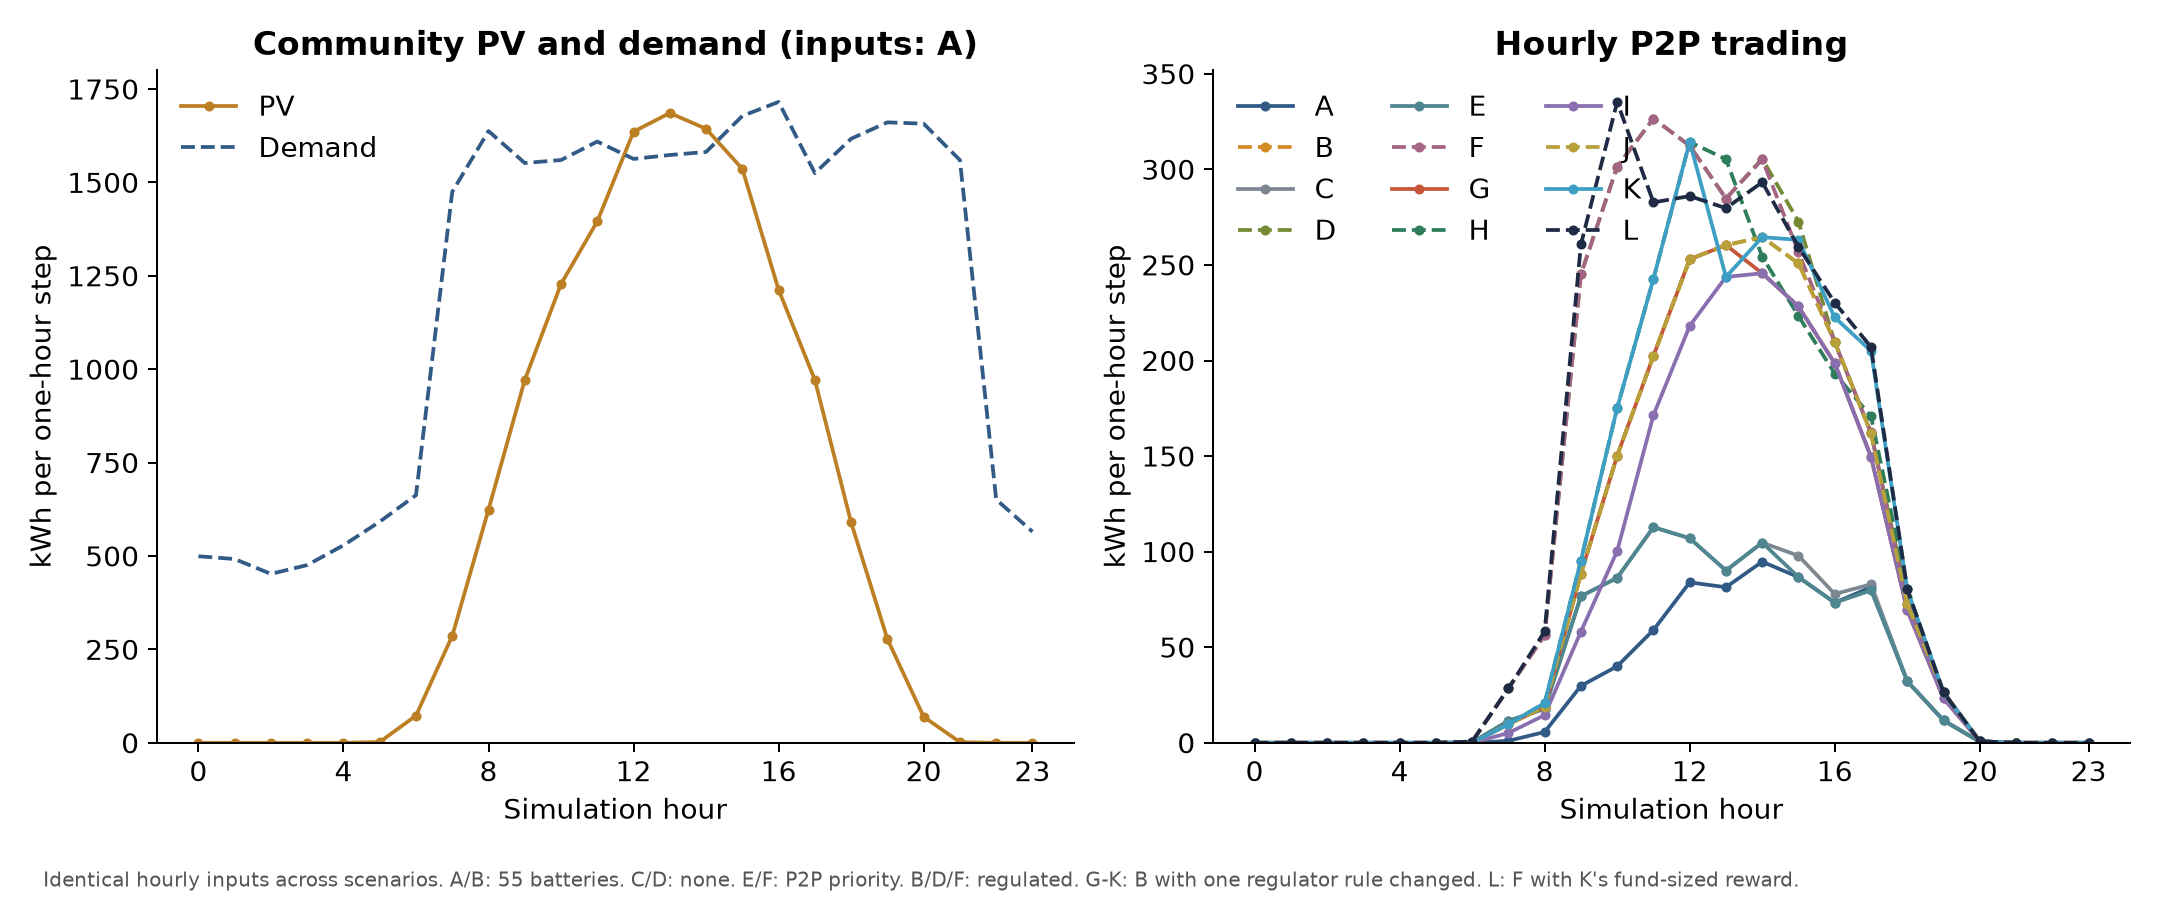 Community PV and demand (inputs: A)
kWh per one-hour step
1750
1500
1250
1000
750
500
250
0
PV
Demand
0 4 8 12 16 20 23
Simulation hour
Hourly P2P trading
kWh per one-hour step
350
300
250
200
150
100
50
0
A E I
B F J
C G K
D H L
0 4 8 12 16 20 23
Simulation hour
Identical hourly inputs across scenarios. A/B: 55 batteries. C/D: none. E/F: P2P priority. B/D/F: regulated. G-K: B with one regulator rule changed. L: F with K's fund-sized reward.